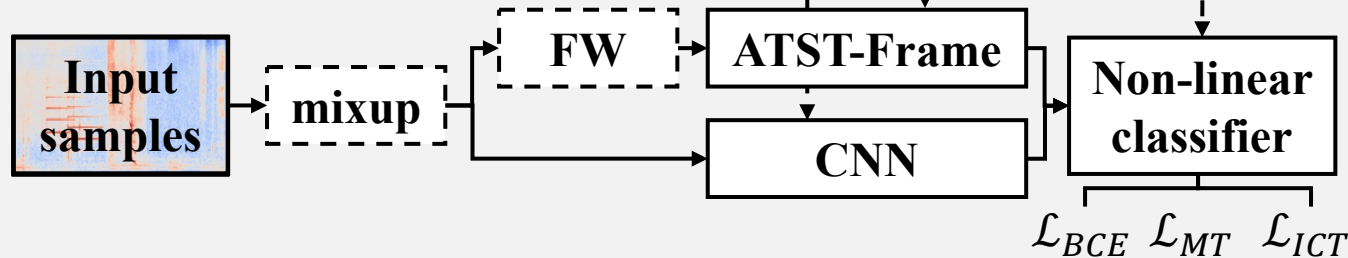 Input
samples
mixup
FW
ATST-Frame
CNN
Non-linear
classifier
ℒ_BCE ℒ_MT ℒ_ICT